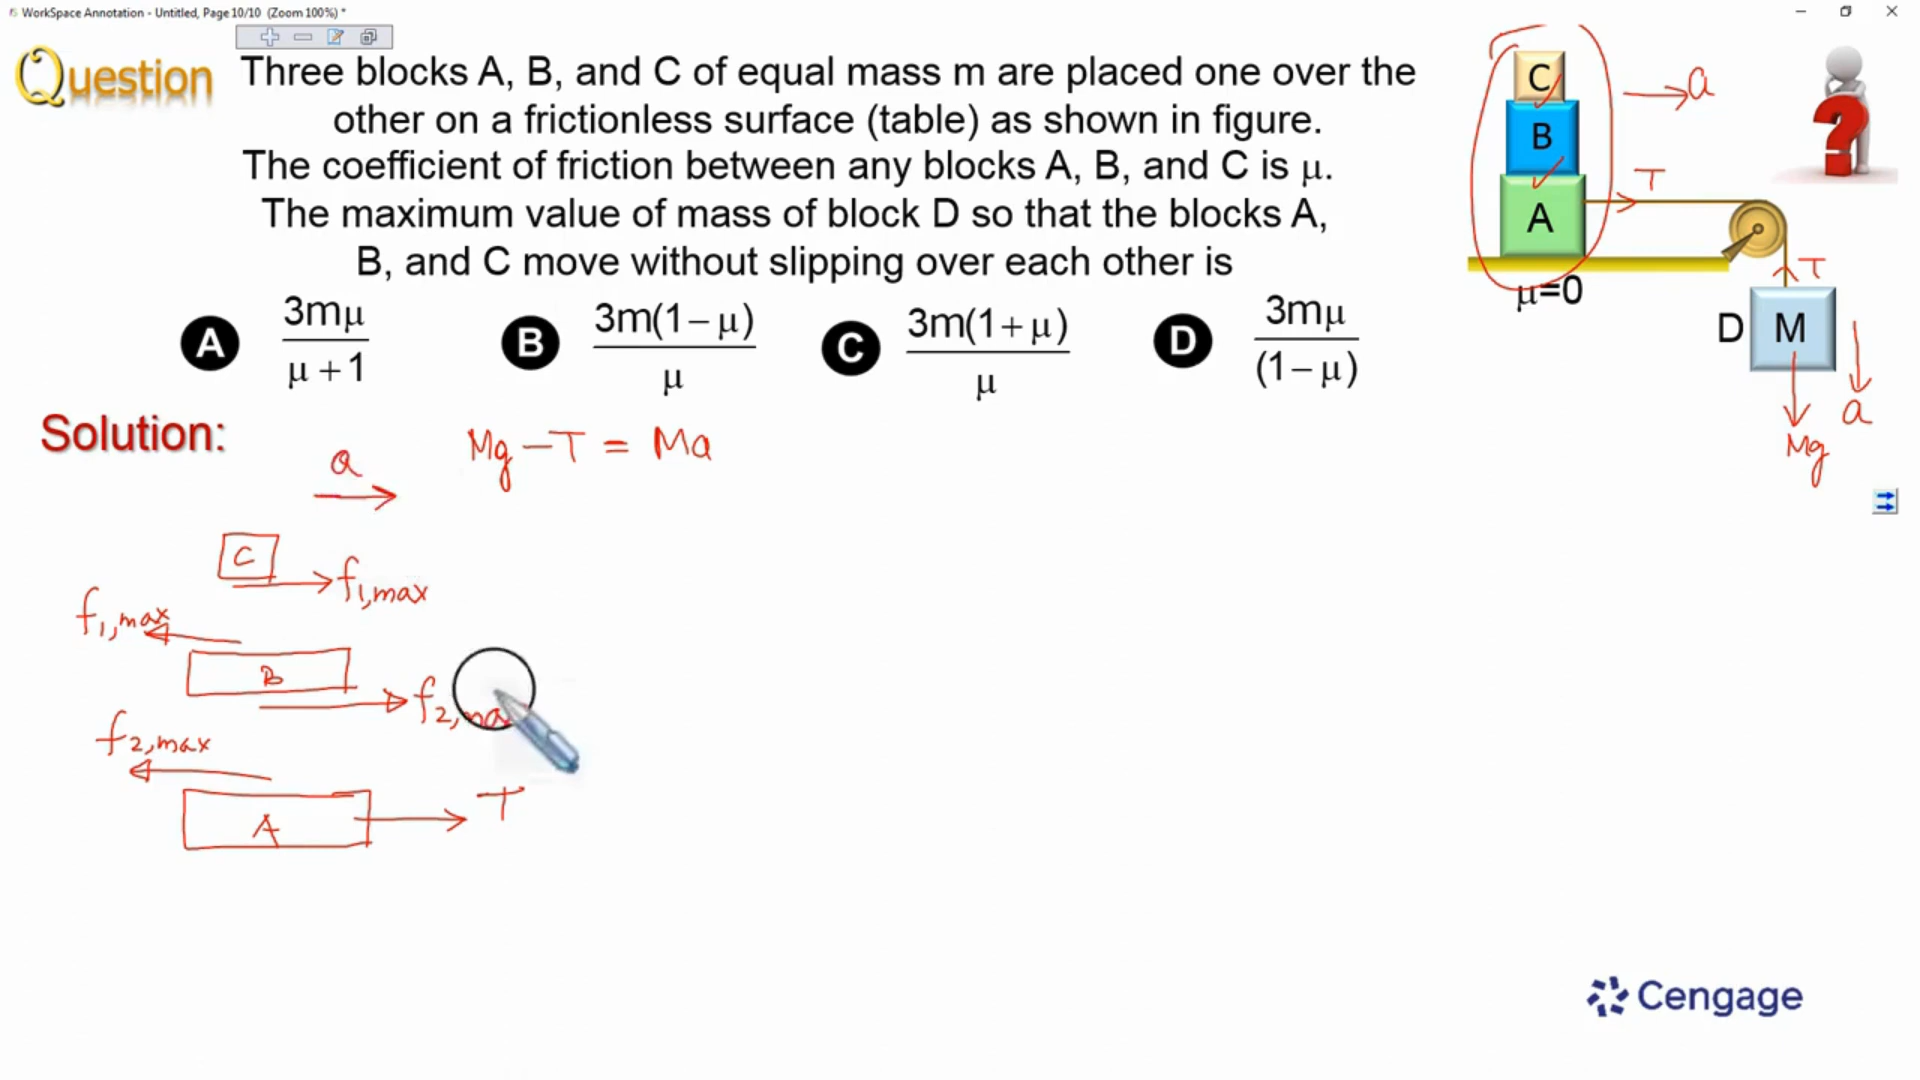 WorkSpace Annotation - Untitled, Page 10/10 (Zoom 100%) *
Question
Three blocks A, B, and C of equal mass m are placed one over the
other on a frictionless surface (table) as shown in figure.
The coefficient of friction between any blocks A, B, and C is μ.
The maximum value of mass of block D so that the blocks A,
B, and C move without slipping over each other is
A 3mμ / μ + 1
B 3m(1 − μ) / μ
C 3m(1 + μ) / μ
D 3mμ / (1 − μ)
C
B
A
μ=0
D M
a
T
T
a
Mg
Solution:
Mg − T = Ma
a
C
f1,max
f1,max
B
f2,ma
f2,max
A
T
Cengage